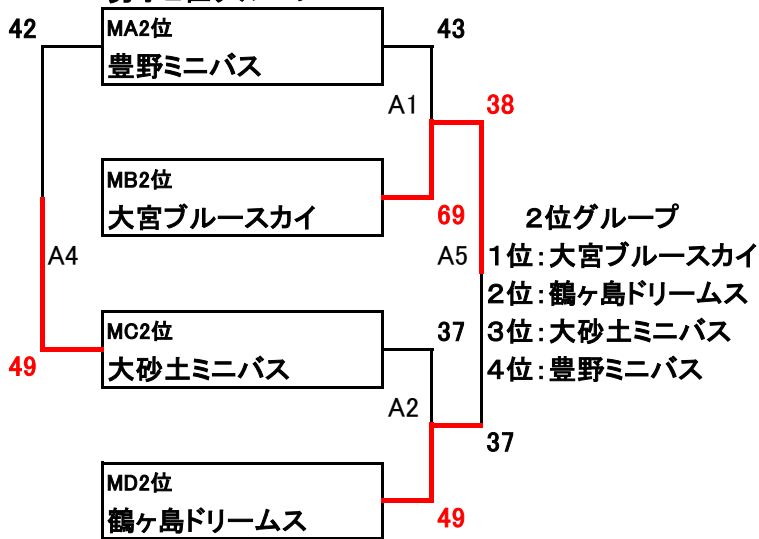 42
MA2位
豊野ミニバス
43
A1
38
MB2位
大宮ブルースカイ
69
A4
A5
2位グループ
1位:大宮ブルースカイ
2位:鶴ヶ島ドリームス
3位:大砂土ミニバス
4位:豊野ミニバス
49
MC2位
大砂土ミニバス
37
A2
37
MD2位
鶴ヶ島ドリームス
49